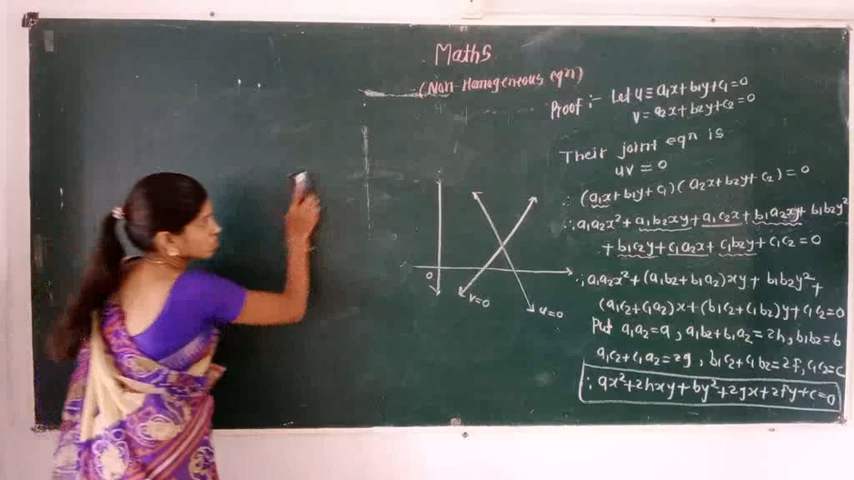 Maths
(Non-Homogeneous eqn)
Proof :- Let u ≡ a₁x + b₁y + c₁ = 0
v = a₂x + b₂y + c₂ = 0
Their joint eqn is
uv = 0
∴ (a₁x + b₁y + c₁) (a₂x + b₂y + c₂) = 0
∴ a₁a₂x² + a₁b₂xy + a₁c₂x + b₁a₂xy + b₁b₂y²
+ b₁c₂y + c₁a₂x + c₁b₂y + c₁c₂ = 0
∴ a₁a₂x² + (a₁b₂ + b₁a₂) xy + b₁b₂y² +
(a₁c₂ + c₁a₂) x + (b₁c₂ + c₁b₂) y + c₁c₂ = 0
Put a₁a₂ = a, a₁b₂ + b₁a₂ = 2h, b₁b₂ = b
a₁c₂ + c₁a₂ = 2g, b₁c₂ + c₁b₂ = 2f, c₁c₂ = c
∴ ax² + 2hxy + by² + 2gx + 2fy + c = 0
0
v=0
u=0